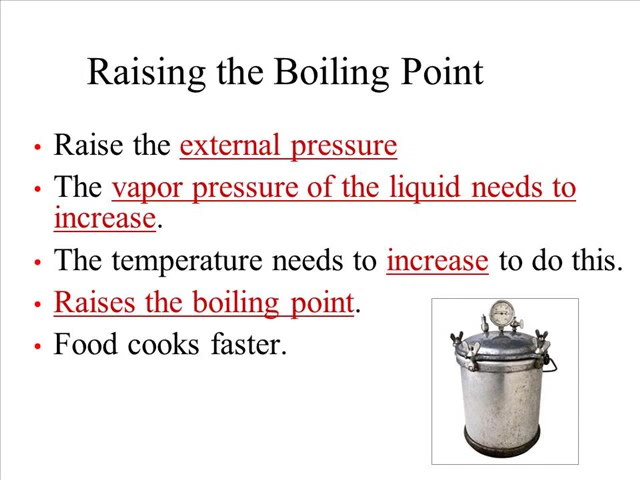 Raising the Boiling Point
• Raise the external pressure
• The vapor pressure of the liquid needs to
increase.
• The temperature needs to increase to do this.
• Raises the boiling point.
• Food cooks faster.